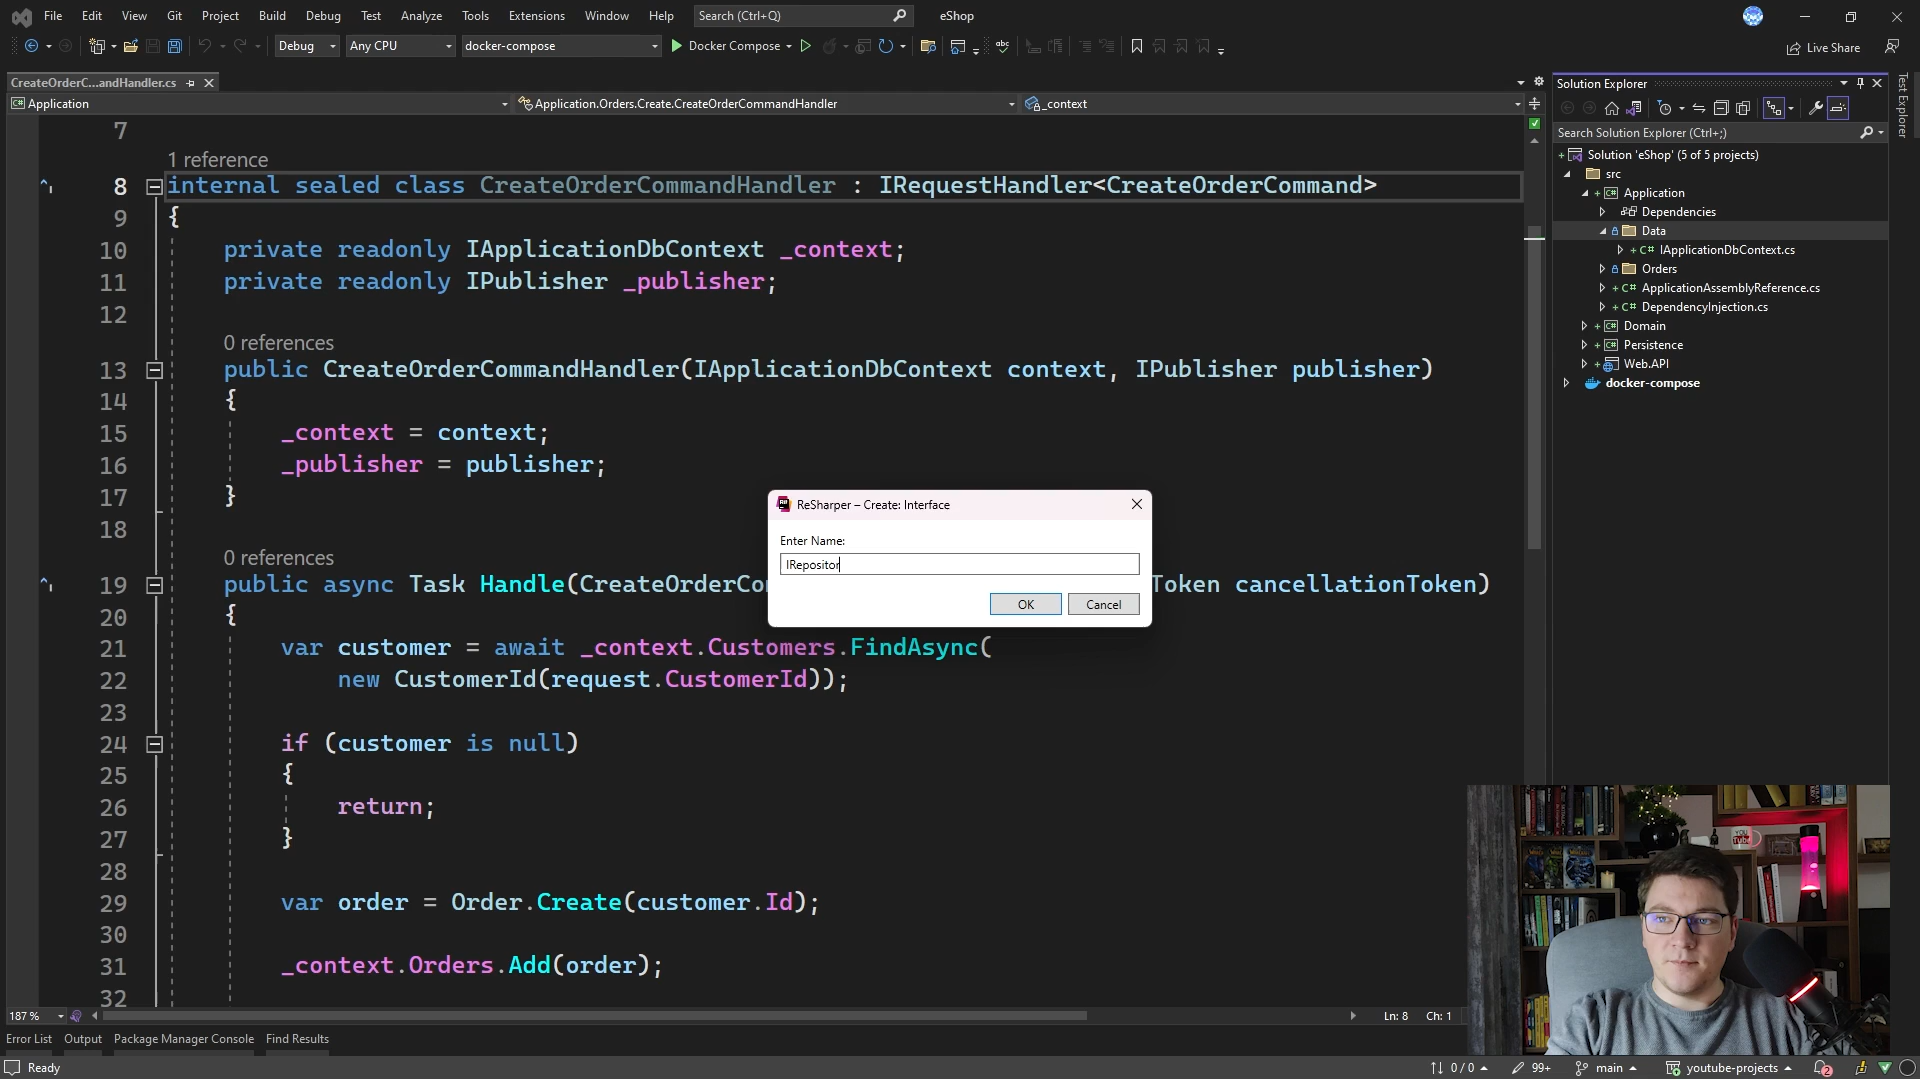 File Edit View Git Project Build Debug Test Analyze Tools Extensions Window Help Search (Ctrl+Q) eShop
Debug Any CPU docker-compose Docker Compose Live Share
CreateOrderC...andHandler.cs
Application Application.Orders.Create.CreateOrderCommandHandler _context
7
1 reference
8 internal sealed class CreateOrderCommandHandler : IRequestHandler<CreateOrderCommand>
9 {
10 private readonly IApplicationDbContext _context;
11 private readonly IPublisher _publisher;
12
0 references
13 public CreateOrderCommandHandler(IApplicationDbContext context, IPublisher publisher)
14 {
15 _context = context;
16 _publisher = publisher;
17 }
18
0 references
19 public async Task Handle(CreateOrderCo Token cancellationToken)
20 {
21 var customer = await _context.Customers.FindAsync(
22 new CustomerId(request.CustomerId));
23
24 if (customer is null)
25 {
26 return;
27 }
28
29 var order = Order.Create(customer.Id);
30
31 _context.Orders.Add(order);
32
ReSharper – Create: Interface
Enter Name:
IRepositor
OK Cancel
Solution Explorer
Search Solution Explorer (Ctrl+;)
Solution 'eShop' (5 of 5 projects)
src
Application
Dependencies
Data
IApplicationDbContext.cs
Orders
ApplicationAssemblyReference.cs
DependencyInjection.cs
Domain
Persistence
Web.API
docker-compose
Test Explorer
187 % Ln: 8 Ch: 1
Error List Output Package Manager Console Find Results
Ready 0 / 0 99+ main youtube-projects 2